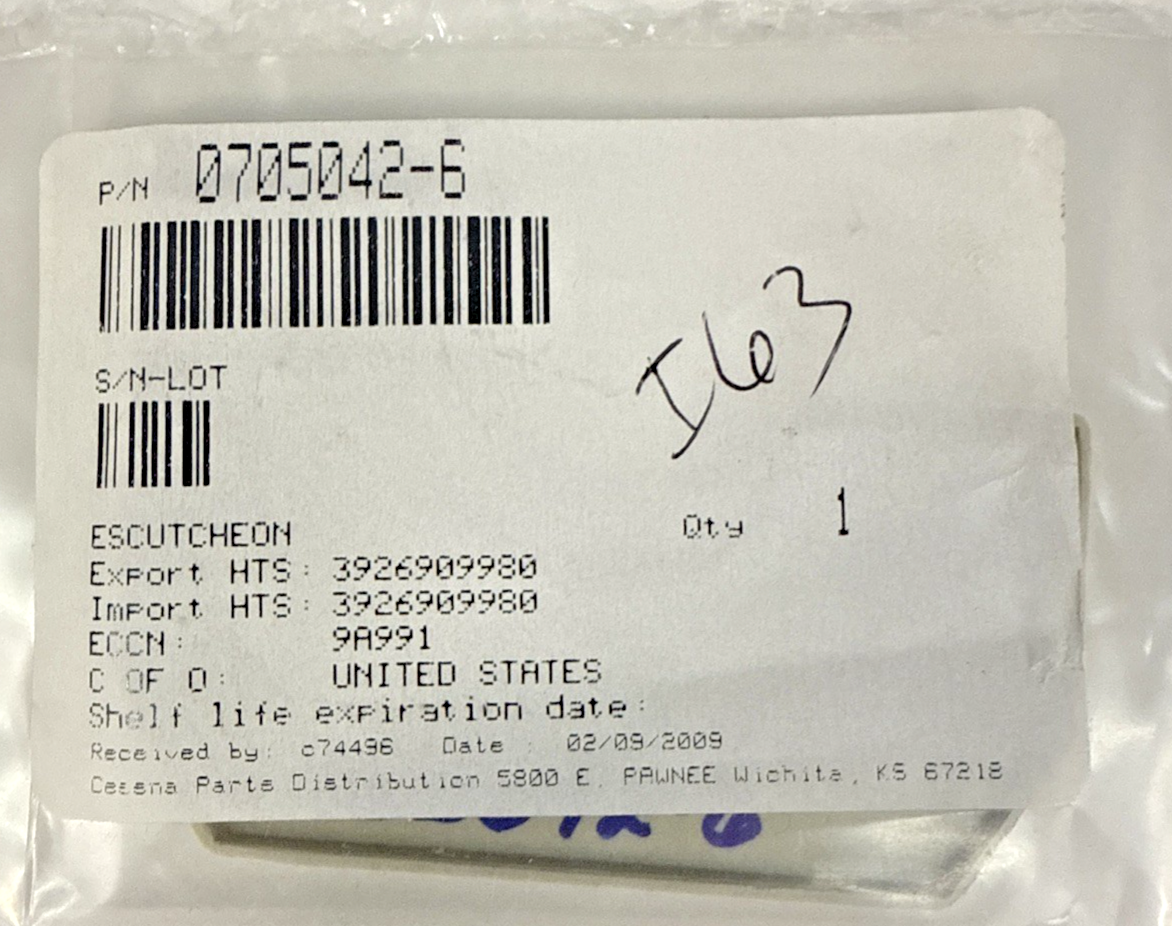 P/N 0705042-6
S/N-LOT
I63
ESCUTCHEON
Qty 1
Export HTS: 3926909980
Import HTS: 3926909980
ECCN: 9A991
C OF O: UNITED STATES
Shelf life expiration date:
Received by: c74496 Date : 02/09/2009
Cessna Parts Distribution 5800 E. PAWNEE Wichita, KS 67218